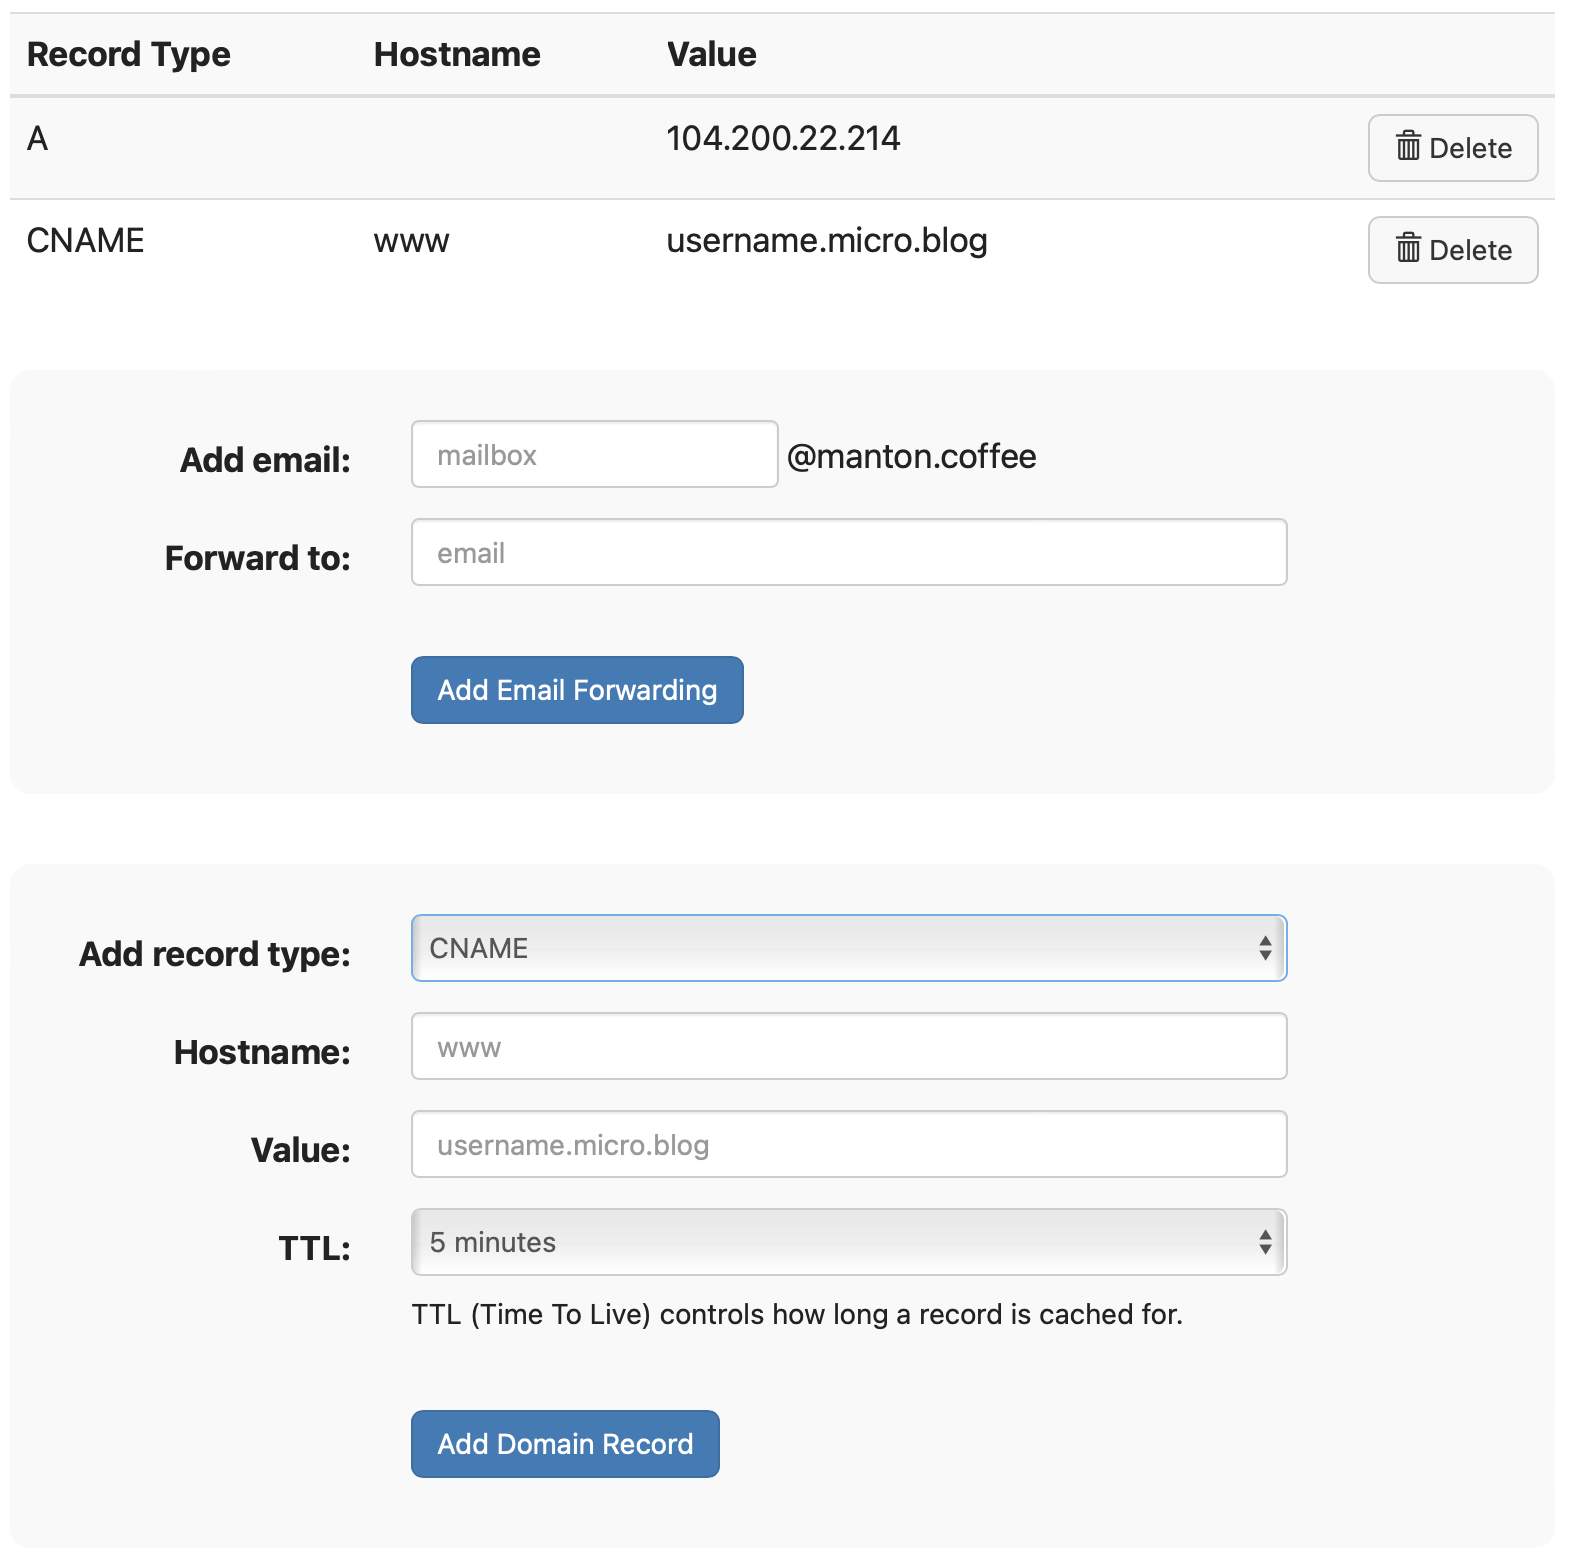 Record Type Hostname Value
A 104.200.22.214 Delete
CNAME www username.micro.blog Delete
Add email: mailbox @manton.coffee
Forward to: email
Add Email Forwarding
Add record type: CNAME
Hostname: www
Value: username.micro.blog
TTL: 5 minutes
TTL (Time To Live) controls how long a record is cached for.
Add Domain Record